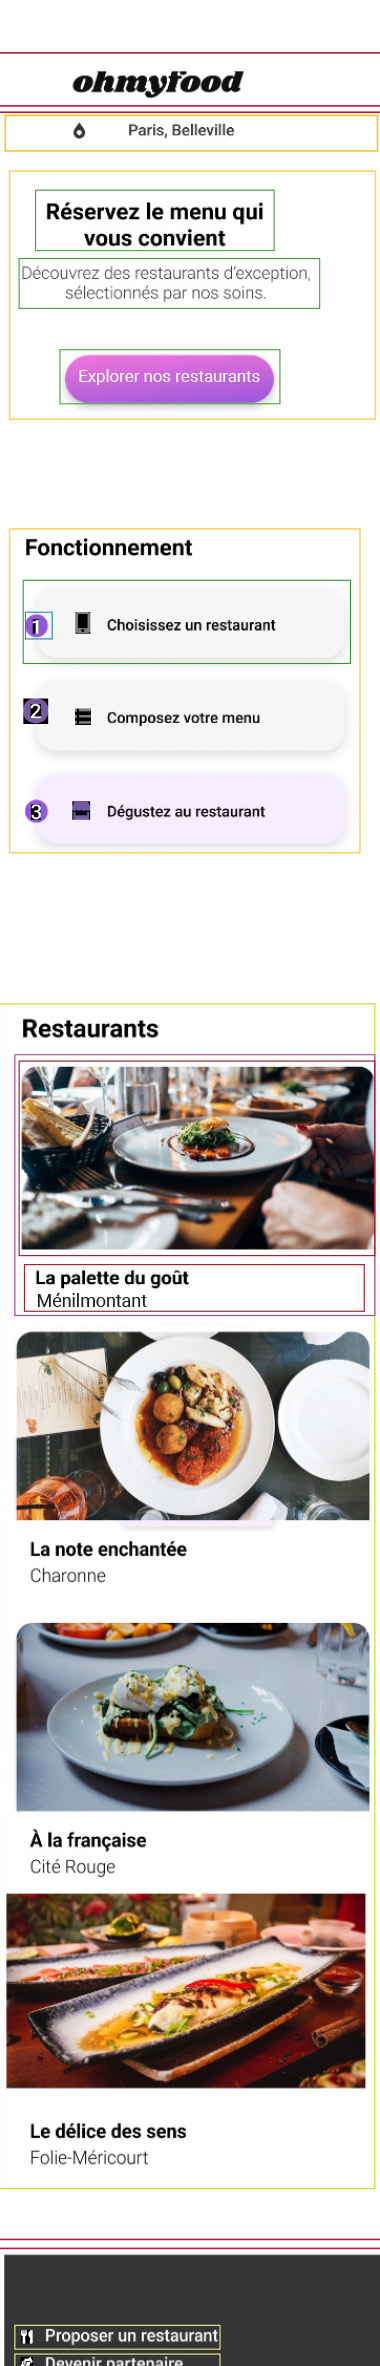 ohmyfood
Paris, Belleville
Réservez le menu qui
vous convient
Découvrez des restaurants d'exception,
sélectionnés par nos soins.
Explorer nos restaurants
Fonctionnement
1 Choisissez un restaurant
2 Composez votre menu
3 Dégustez au restaurant
Restaurants
La palette du goût
Ménilmontant
La note enchantée
Charonne
À la française
Cité Rouge
Le délice des sens
Folie-Méricourt
Proposer un restaurant
Devenir partenaire